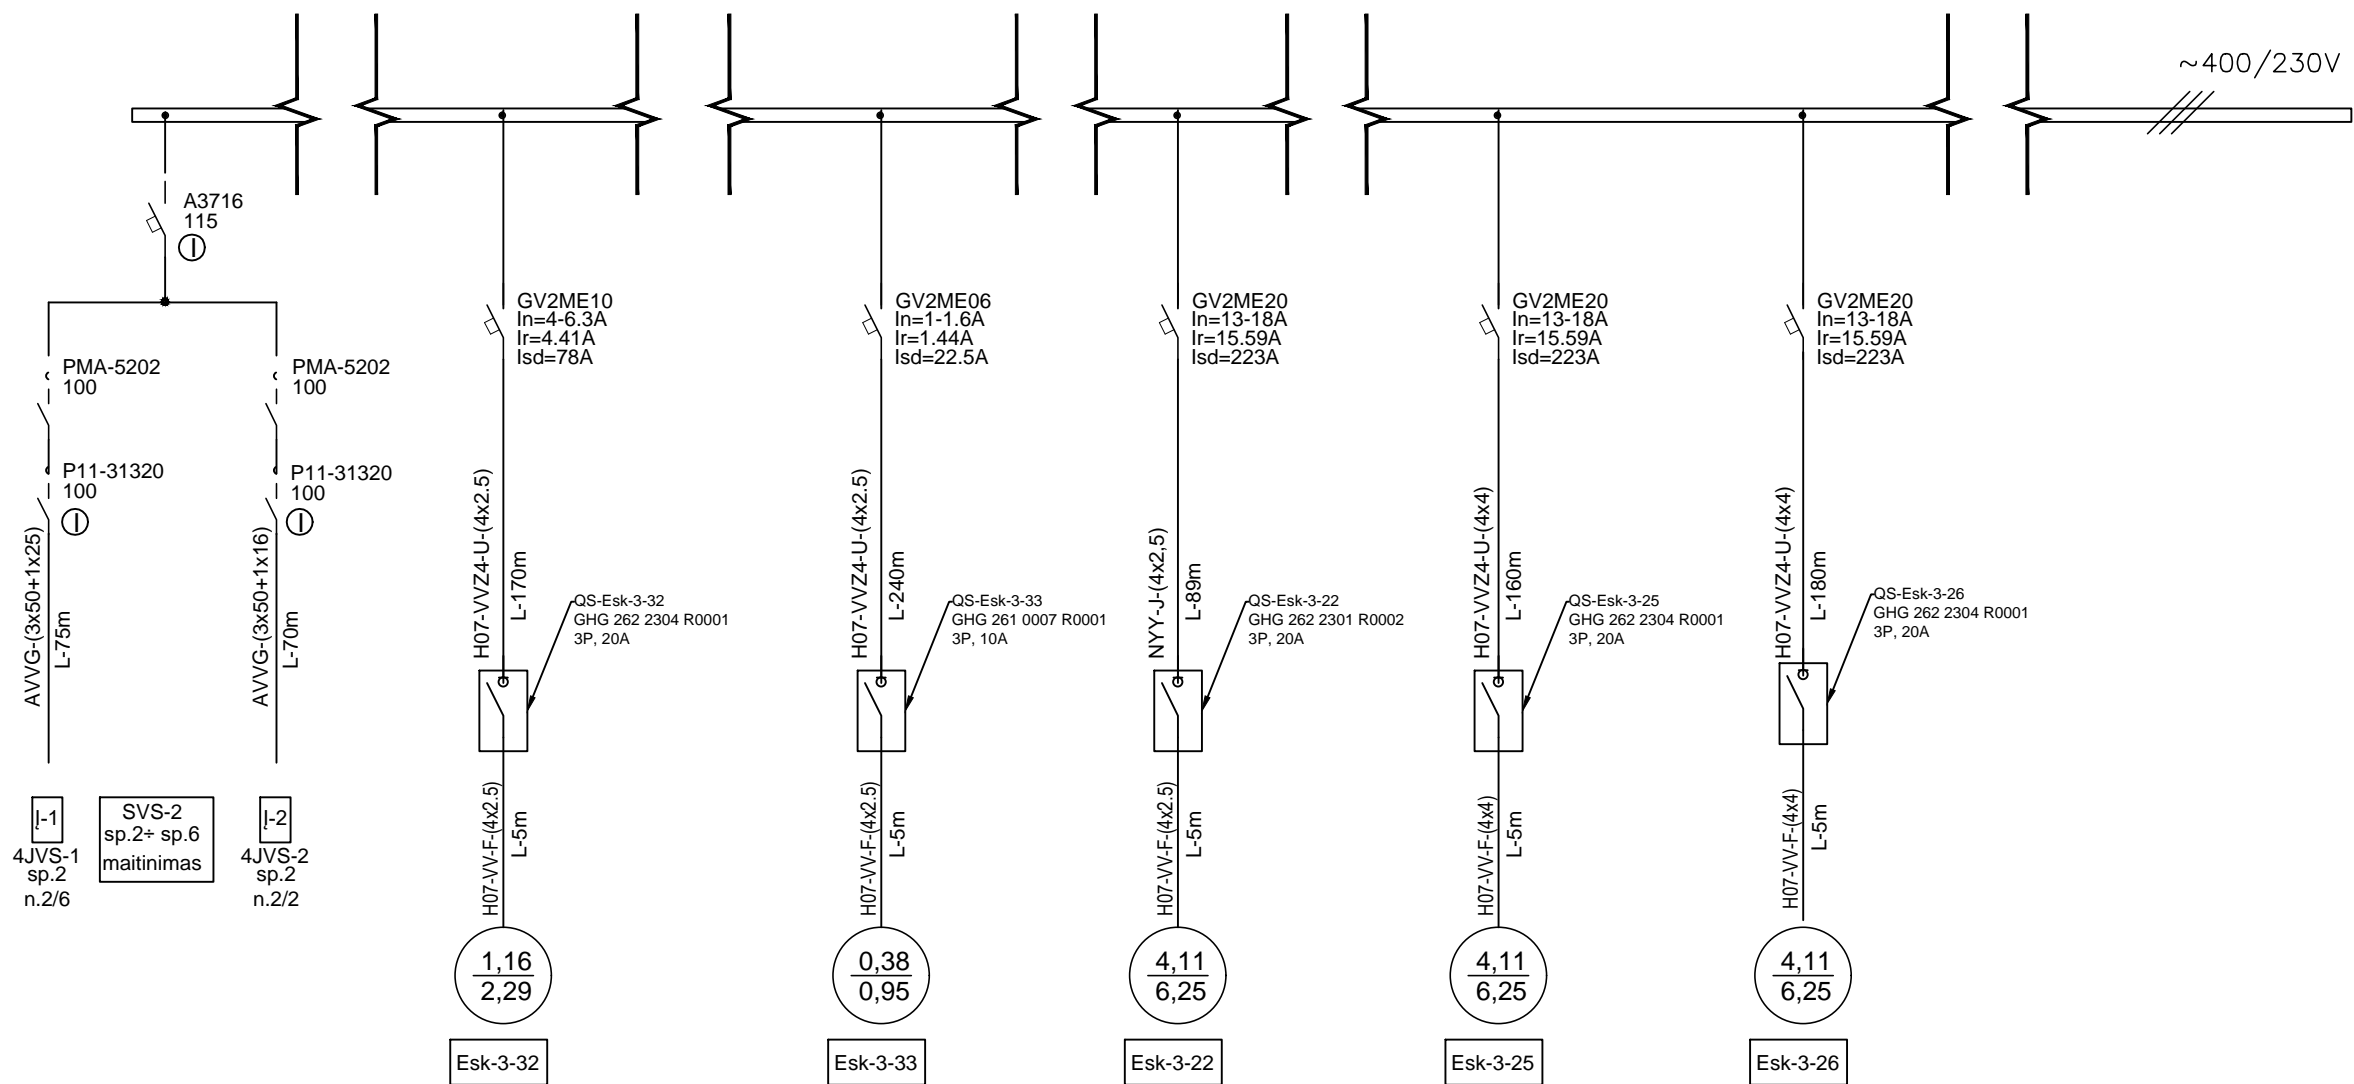 ~400/230V
A3716
115
PMA-5202
100
PMA-5202
100
P11-31320
100
P11-31320
100
AVVG-(3x50+1x25)
L-75m
AVVG-(3x50+1x16)
L-70m
Į-1
4JVS-1
sp.2
n.2/6
SVS-2
sp.2÷ sp.6
maitinimas
Į-2
4JVS-2
sp.2
n.2/2
GV2ME10
In=4-6.3A
Ir=4.41A
Isd=78A
H07-VVZ4-U-(4x2.5)
L-170m
QS-Esk-3-32
GHG 262 2304 R0001
3P, 20A
H07-VV-F-(4x2.5)
L-5m
1,16
2,29
Esk-3-32
GV2ME06
In=1-1.6A
Ir=1.44A
Isd=22.5A
H07-VVZ4-U-(4x2.5)
L-240m
QS-Esk-3-33
GHG 261 0007 R0001
3P, 10A
H07-VV-F-(4x2.5)
L-5m
0,38
0,95
Esk-3-33
GV2ME20
In=13-18A
Ir=15.59A
Isd=223A
NYY-J-(4x2,5)
L-89m
QS-Esk-3-22
GHG 262 2301 R0002
3P, 20A
H07-VV-F-(4x2.5)
L-5m
4,11
6,25
Esk-3-22
GV2ME20
In=13-18A
Ir=15.59A
Isd=223A
H07-VVZ4-U-(4x4)
L-160m
QS-Esk-3-25
GHG 262 2304 R0001
3P, 20A
H07-VV-F-(4x4)
L-5m
4,11
6,25
Esk-3-25
GV2ME20
In=13-18A
Ir=15.59A
Isd=223A
H07-VVZ4-U-(4x4)
L-180m
QS-Esk-3-26
GHG 262 2304 R0001
3P, 20A
H07-VV-F-(4x4)
L-5m
4,11
6,25
Esk-3-26